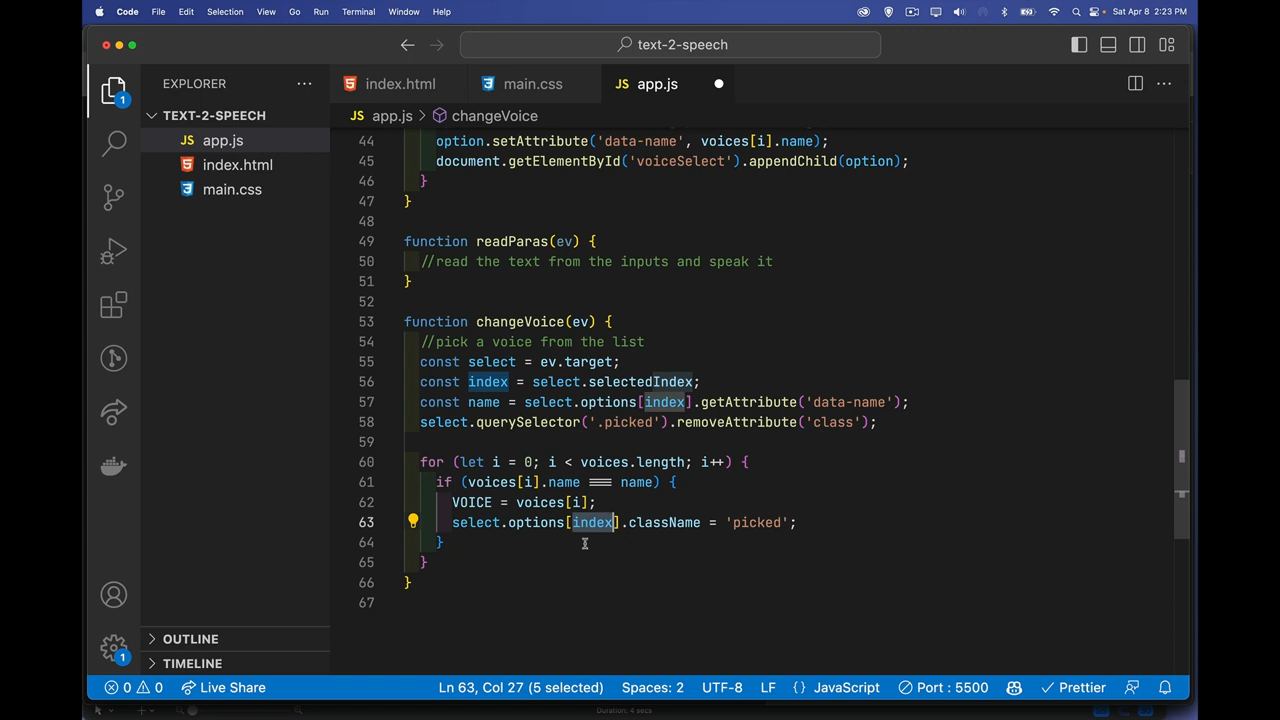 Code File Edit Selection View Go Run Terminal Window Help Sat Apr 8 2:23 PM
text-2-speech
EXPLORER
index.html
main.css
app.js
TEXT-2-SPEECH
app.js > changeVoice
app.js
index.html
main.css
44 option.setAttribute('data-name', voices[i].name);
45 document.getElementById('voiceSelect').appendChild(option);
46 }
47 }
48
49 function readParas(ev) {
50 //read the text from the inputs and speak it
51 }
52
53 function changeVoice(ev) {
54 //pick a voice from the list
55 const select = ev.target;
56 const index = select.selectedIndex;
57 const name = select.options[index].getAttribute('data-name');
58 select.querySelector('.picked').removeAttribute('class');
59
60 for (let i = 0; i < voices.length; i++) {
61 if (voices[i].name === name) {
62 VOICE = voices[i];
63 select.options[index].className = 'picked';
64 }
65 }
66 }
67
1
OUTLINE
TIMELINE
1
0 0 Live Share Ln 63, Col 27 (5 selected) Spaces: 2 UTF-8 LF {} JavaScript Port : 5500 Prettier
Duration: 4 secs